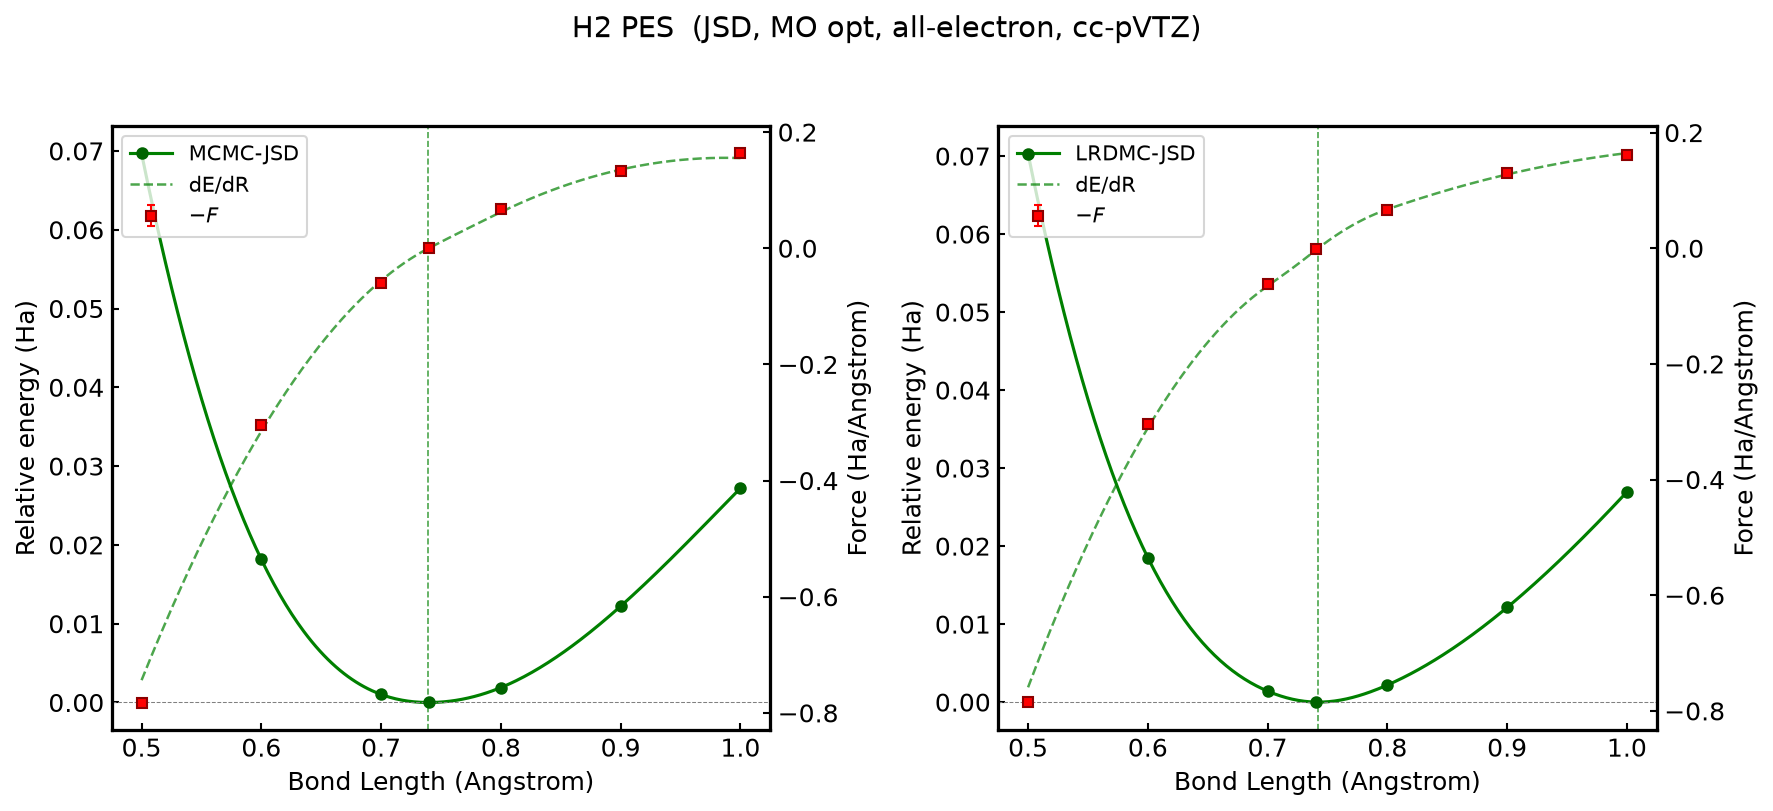 H2 PES  (JSD, MO opt, all-electron, cc-pVTZ)
MCMC-JSD
dE/dR
−F
0.07
0.06
0.05
0.04
0.03
0.02
0.01
0.00
Relative energy (Ha)
0.2
0.0
−0.2
−0.4
−0.6
−0.8
Force (Ha/Angstrom)
0.5 0.6 0.7 0.8 0.9 1.0
Bond Length (Angstrom)
LRDMC-JSD
dE/dR
−F
0.07
0.06
0.05
0.04
0.03
0.02
0.01
0.00
Relative energy (Ha)
0.2
0.0
−0.2
−0.4
−0.6
−0.8
Force (Ha/Angstrom)
0.5 0.6 0.7 0.8 0.9 1.0
Bond Length (Angstrom)